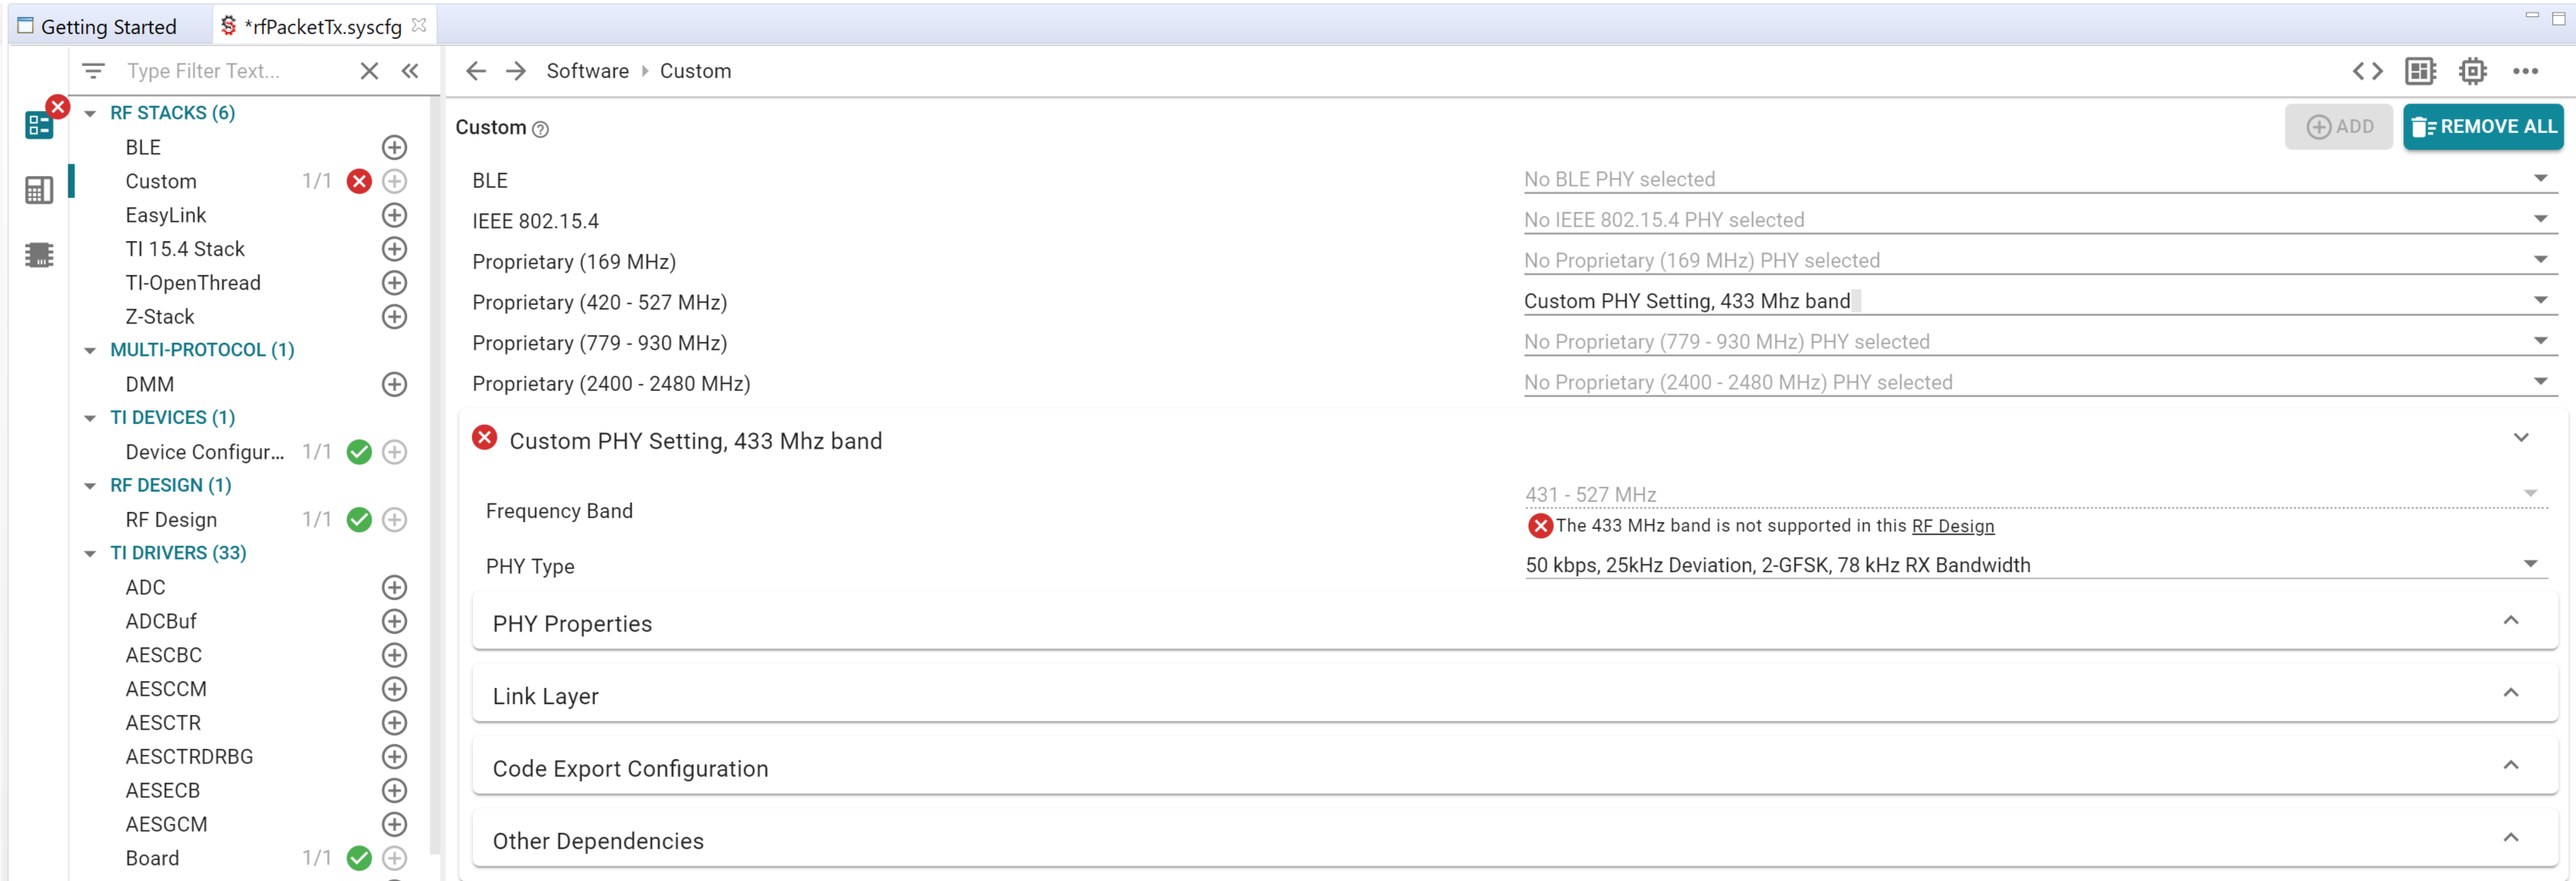 Getting Started
*rfPacketTx.syscfg
Type Filter Text...
Software
Custom
RF STACKS (6)
BLE
Custom 1/1
EasyLink
TI 15.4 Stack
TI-OpenThread
Z-Stack
MULTI-PROTOCOL (1)
DMM
TI DEVICES (1)
Device Configur... 1/1
RF DESIGN (1)
RF Design 1/1
TI DRIVERS (33)
ADC
ADCBuf
AESCBC
AESCCM
AESCTR
AESCTRDRBG
AESECB
AESGCM
Board 1/1
Custom
ADD
REMOVE ALL
BLE
No BLE PHY selected
IEEE 802.15.4
No IEEE 802.15.4 PHY selected
Proprietary (169 MHz)
No Proprietary (169 MHz) PHY selected
Proprietary (420 - 527 MHz)
Custom PHY Setting, 433 Mhz band
Proprietary (779 - 930 MHz)
No Proprietary (779 - 930 MHz) PHY selected
Proprietary (2400 - 2480 MHz)
No Proprietary (2400 - 2480 MHz) PHY selected
Custom PHY Setting, 433 Mhz band
Frequency Band
431 - 527 MHz
The 433 MHz band is not supported in this RF Design
PHY Type
50 kbps, 25kHz Deviation, 2-GFSK, 78 kHz RX Bandwidth
PHY Properties
Link Layer
Code Export Configuration
Other Dependencies